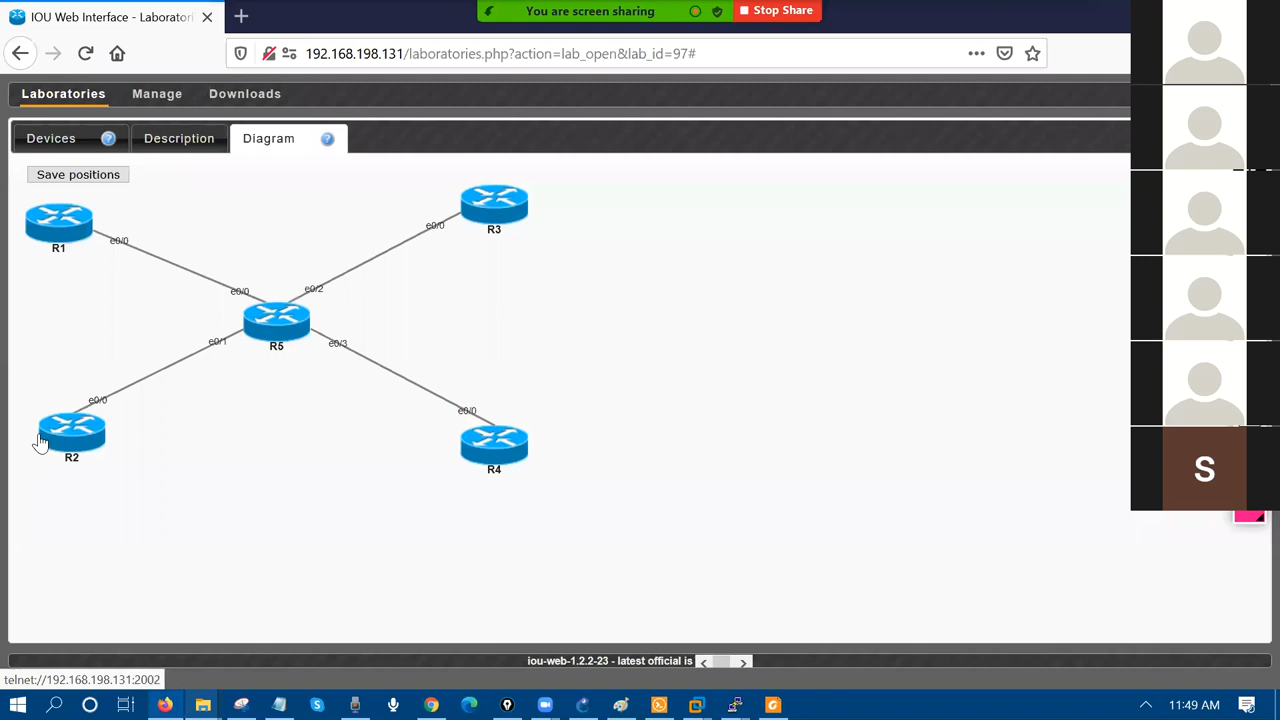 IOU Web Interface - Laboratori
You are screen sharing
Stop Share
192.168.198.131/laboratories.php?action=lab_open&lab_id=97#
Laboratories Manage Downloads
Devices ? Description Diagram ?
Save positions
R3
R1
e0/0
e0/0
e0/0
e0/2
R5
e0/1
e0/3
e0/0
e0/0
R2
R4
S
iou-web-1.2.2-23 - latest official is
telnet://192.168.198.131:2002
11:49 AM